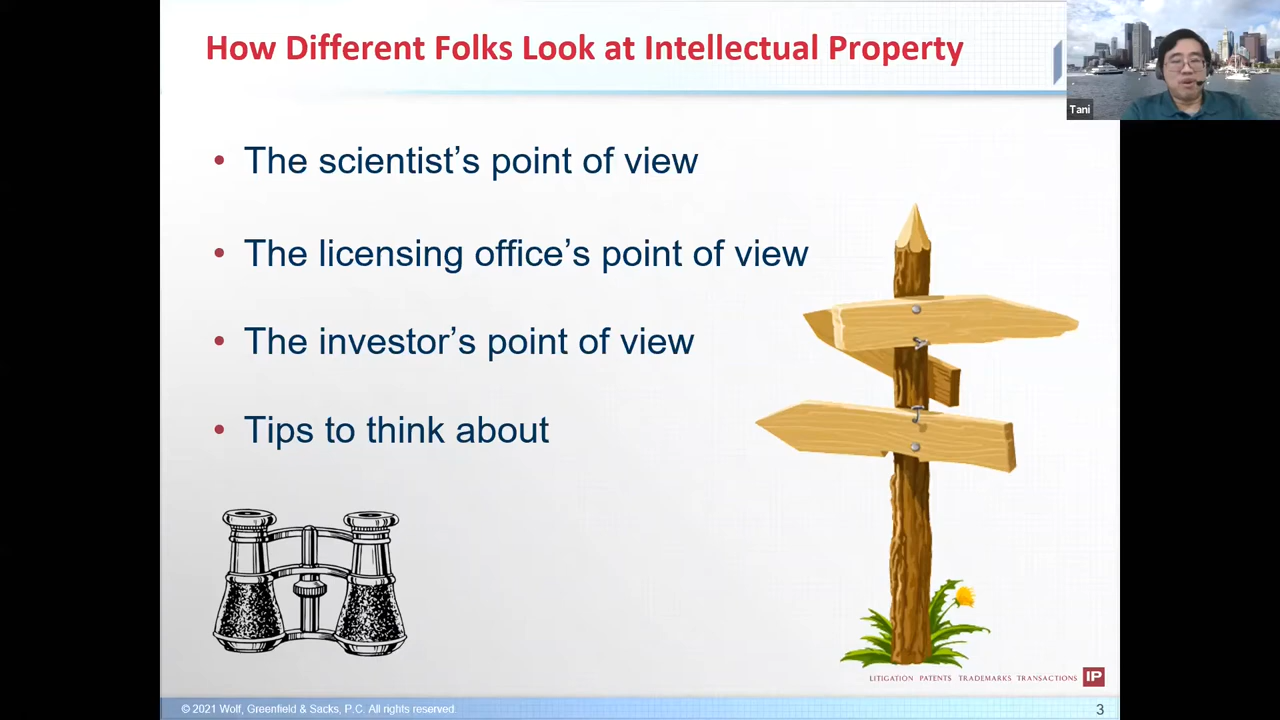 How Different Folks Look at Intellectual Property
Tani
• The scientist’s point of view
• The licensing office’s point of view
• The investor’s point of view
• Tips to think about
LITIGATION PATENTS TRADEMARKS TRANSACTIONS IP
© 2021 Wolf, Greenfield & Sacks, P.C. All rights reserved.
3